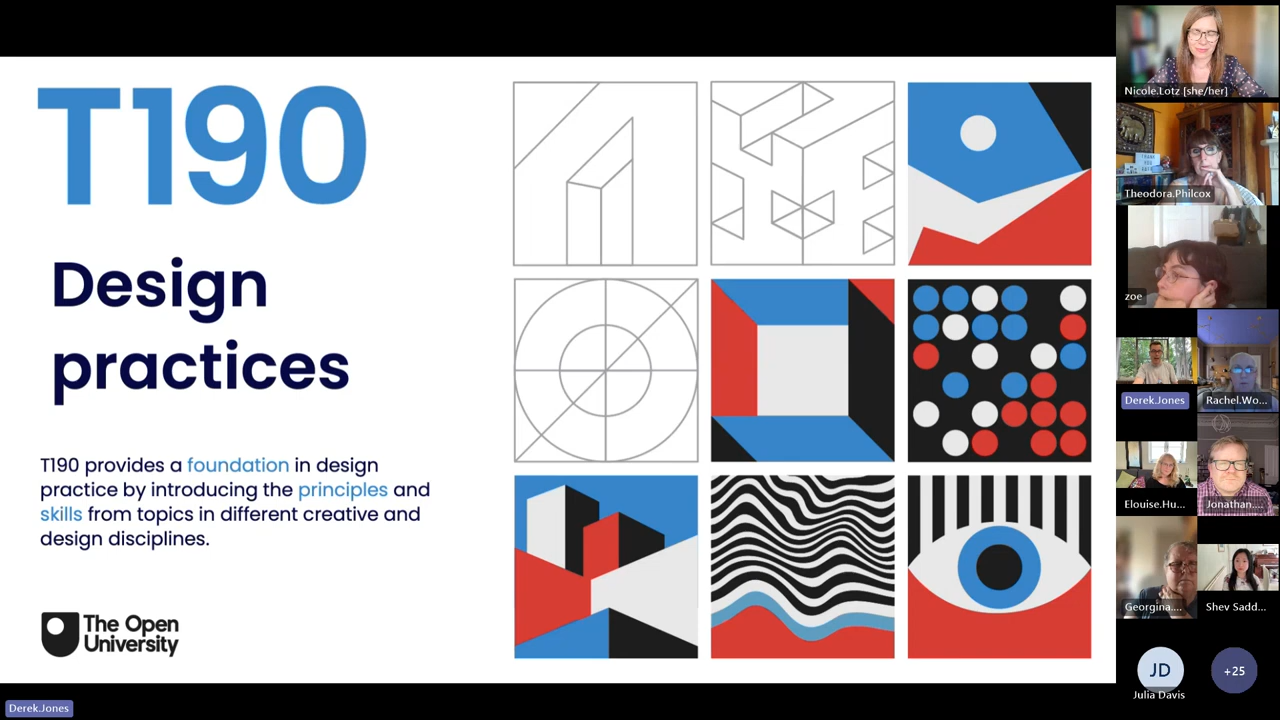 T190
Design
practices
T190 provides a foundation in design
practice by introducing the principles and
skills from topics in different creative and
design disciplines.
The Open
University
Derek.Jones
Nicole.Lotz [she/her]
Theodora.Philcox
zoe
Derek.Jones
Rachel.Wo...
Elouise.Hu...
Jonathan....
Georgina....
Shev Sadd...
JD
Julia Davis
+25